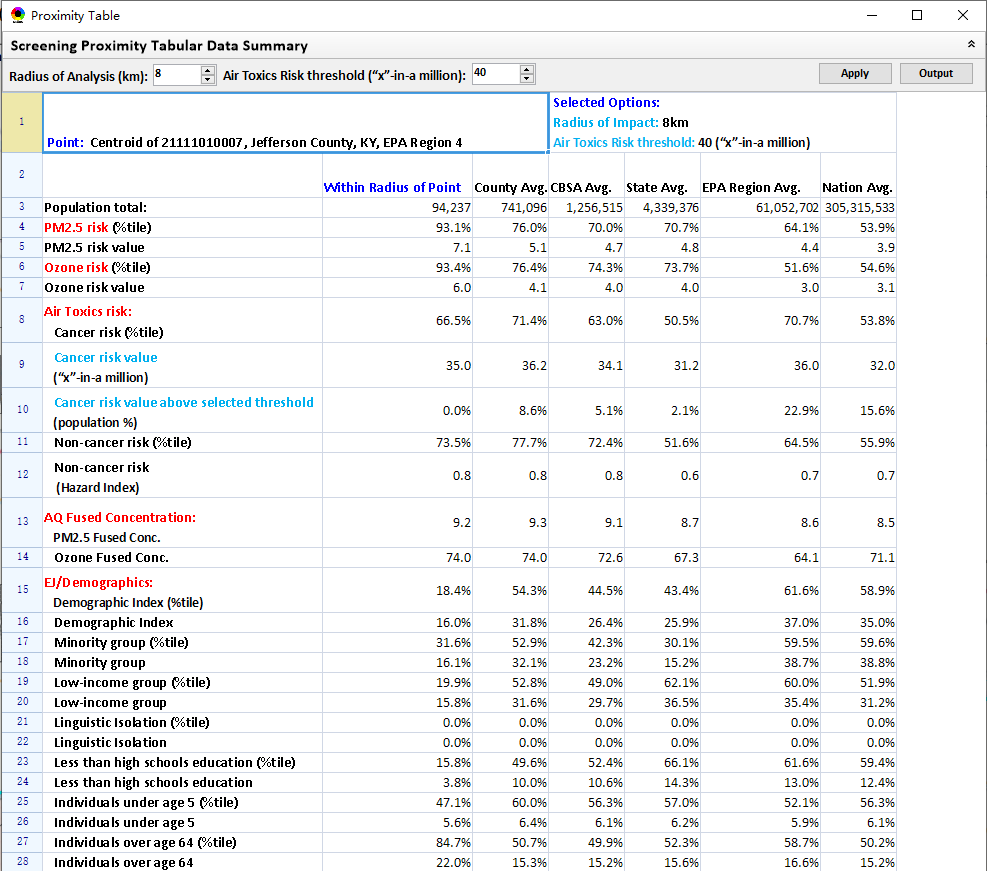 Proximity Table
Screening Proximity Tabular Data Summary
Radius of Analysis (km): 8 Air Toxics Risk threshold (“x”-in-a million): 40 Apply Output
1 Point: Centroid of 21111010007, Jefferson County, KY, EPA Region 4
Selected Options:
Radius of Impact: 8km
Air Toxics Risk threshold: 40 (“x”-in-a million)
2 Within Radius of Point County Avg. CBSA Avg. State Avg. EPA Region Avg. Nation Avg.
3 Population total: 94,237 741,096 1,256,515 4,339,376 61,052,702 305,315,533
4 PM2.5 risk (%tile) 93.1% 76.0% 70.0% 70.7% 64.1% 53.9%
5 PM2.5 risk value 7.1 5.1 4.7 4.8 4.4 3.9
6 Ozone risk (%tile) 93.4% 76.4% 74.3% 73.7% 51.6% 54.6%
7 Ozone risk value 6.0 4.1 4.0 4.0 3.0 3.1
8 Air Toxics risk:
Cancer risk (%tile) 66.5% 71.4% 63.0% 50.5% 70.7% 53.8%
9 Cancer risk value
(“x”-in-a million) 35.0 36.2 34.1 31.2 36.0 32.0
10 Cancer risk value above selected threshold
(population %) 0.0% 8.6% 5.1% 2.1% 22.9% 15.6%
11 Non-cancer risk (%tile) 73.5% 77.7% 72.4% 51.6% 64.5% 55.9%
12 Non-cancer risk
(Hazard Index) 0.8 0.8 0.8 0.6 0.7 0.7
13 AQ Fused Concentration:
PM2.5 Fused Conc. 9.2 9.3 9.1 8.7 8.6 8.5
14 Ozone Fused Conc. 74.0 74.0 72.6 67.3 64.1 71.1
15 EJ/Demographics:
Demographic Index (%tile) 18.4% 54.3% 44.5% 43.4% 61.6% 58.9%
16 Demographic Index 16.0% 31.8% 26.4% 25.9% 37.0% 35.0%
17 Minority group (%tile) 31.6% 52.9% 42.3% 30.1% 59.5% 59.6%
18 Minority group 16.1% 32.1% 23.2% 15.2% 38.7% 38.8%
19 Low-income group (%tile) 19.9% 52.8% 49.0% 62.1% 60.0% 51.9%
20 Low-income group 15.8% 31.6% 29.7% 36.5% 35.4% 31.2%
21 Linguistic Isolation (%tile) 0.0% 0.0% 0.0% 0.0% 0.0% 0.0%
22 Linguistic Isolation 0.0% 0.0% 0.0% 0.0% 0.0% 0.0%
23 Less than high schools education (%tile) 15.8% 49.6% 52.4% 66.1% 61.6% 59.4%
24 Less than high schools education 3.8% 10.0% 10.6% 14.3% 13.0% 12.4%
25 Individuals under age 5 (%tile) 47.1% 60.0% 56.3% 57.0% 52.1% 56.3%
26 Individuals under age 5 5.6% 6.4% 6.1% 6.2% 5.9% 6.1%
27 Individuals over age 64 (%tile) 84.7% 50.7% 49.9% 52.3% 58.7% 50.2%
28 Individuals over age 64 22.0% 15.3% 15.2% 15.6% 16.6% 15.2%